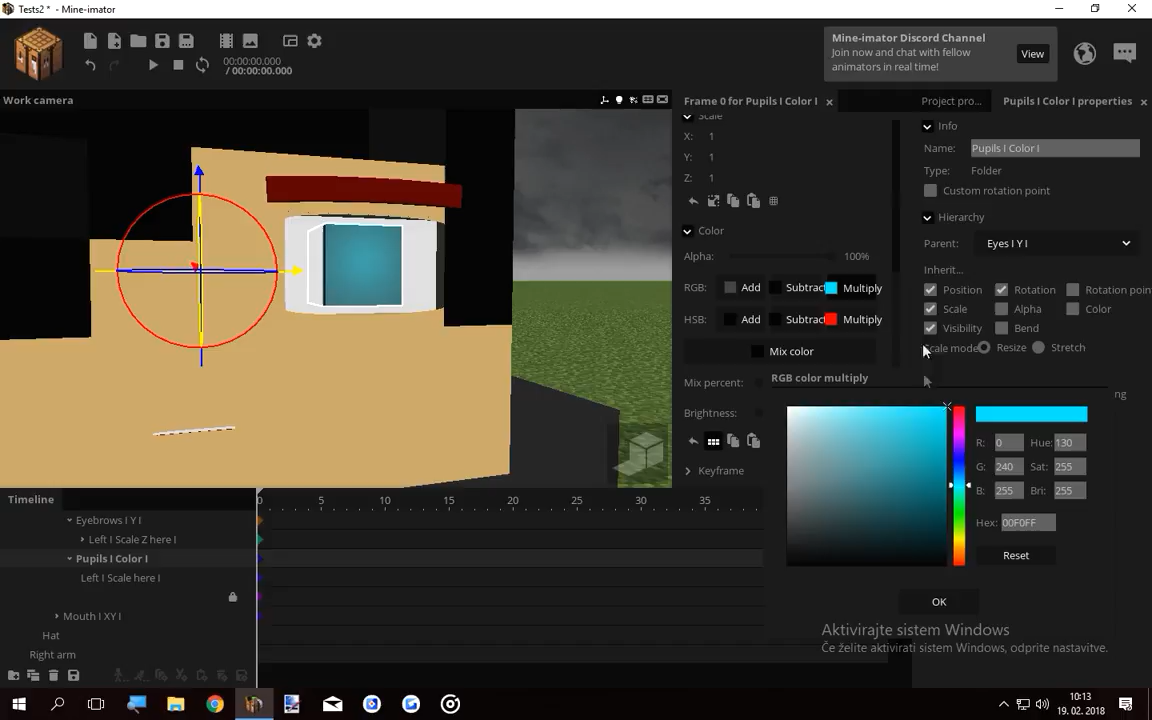 Tests2 * - Mine-imator
00:00:00.000
/ 00:00:00.000
Mine-imator Discord Channel
Join now and chat with fellow
animators in real time!
View
Work camera
Frame 0 for Pupils I Color I
Project pro...
Pupils I Color I properties
Scale
X: 1
Y: 1
Z: 1
Color
Alpha: 100%
RGB: Add Subtract Multiply
HSB: Add Subtract Multiply
Mix color
Mix percent:
Brightness:
Keyframe
Info
Name: Pupils I Color I
Type: Folder
Custom rotation point
Hierarchy
Parent: Eyes I Y I
Inherit...
Position Rotation Rotation poin
Scale Alpha Color
Visibility Bend
Scale mode Resize Stretch
ng
RGB color multiply
R: 0 Hue: 130
G: 240 Sat: 255
B: 255 Bri: 255
Hex: 00F0FF
Reset
OK
Timeline
0 5 10 15 20 25 30 35
Eyebrows I Y I
Left I Scale Z here I
Pupils I Color I
Left I Scale here I
Mouth I XY I
Hat
Right arm
Aktivirajte sistem Windows
Če želite aktivirati sistem Windows, odprite nastavitve.
10:13
19. 02. 2018